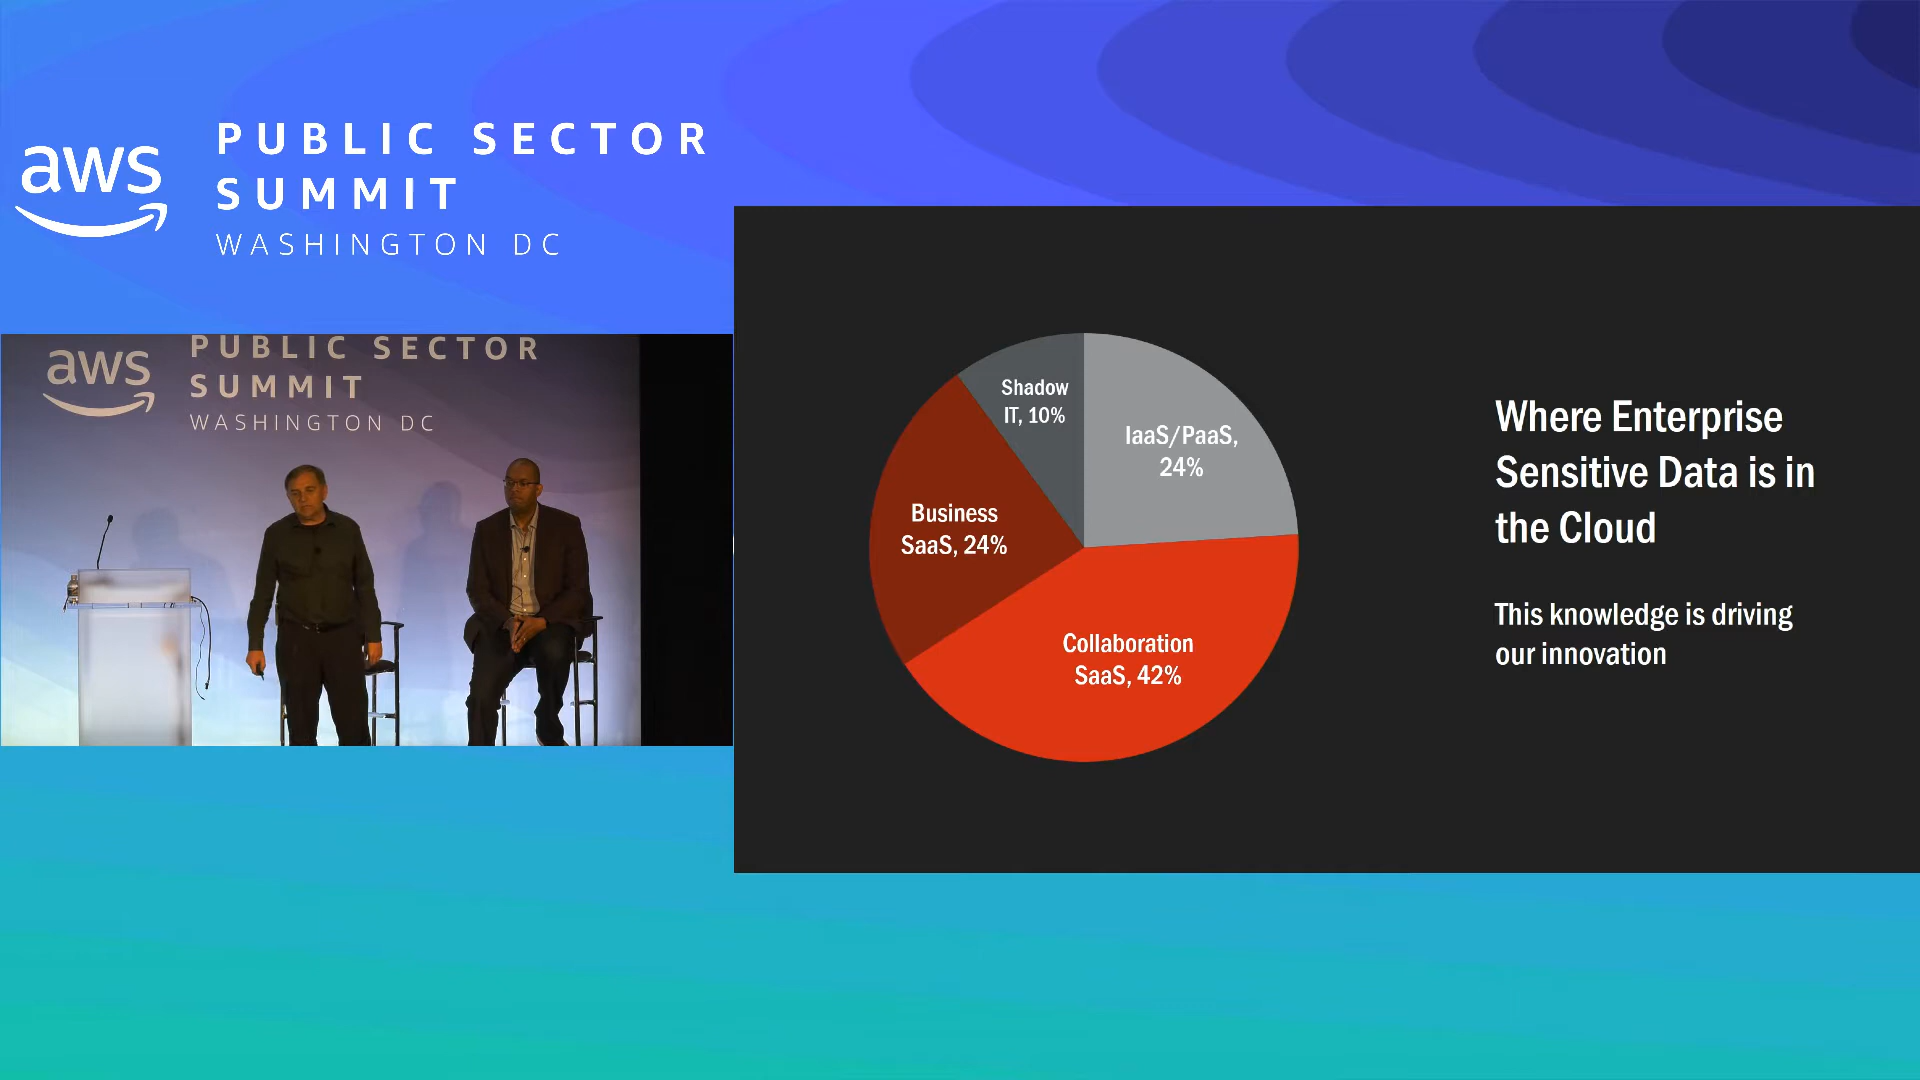 aws
PUBLIC SECTOR
SUMMIT
WASHINGTON DC
aws
PUBLIC SECTOR
SUMMIT
WASHINGTON DC
Shadow
IT, 10%
IaaS/PaaS,
24%
Business
SaaS, 24%
Collaboration
SaaS, 42%
Where Enterprise
Sensitive Data is in
the Cloud
This knowledge is driving
our innovation